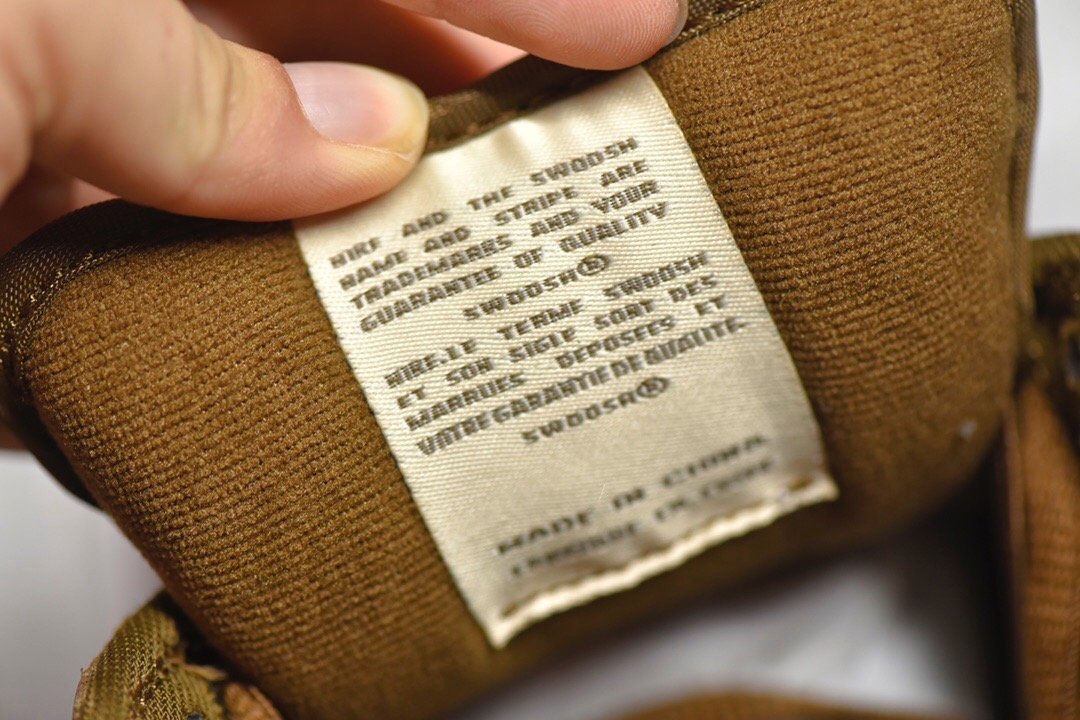 NIKE AND THE SWOOSH
NAME AND STRIPE ARE
TRADEMARKS AND YOUR
GUARANTEE OF QUALITY
SWOOSH®
NIKE.LE TERME SWOOSH
ET SON SIGLE SONT DES
MARQUES DEPOSEES ET
VOTRE GARANTIE DE QUALITE.
SWOOSH®
MADE IN CHINA
EN CHINE